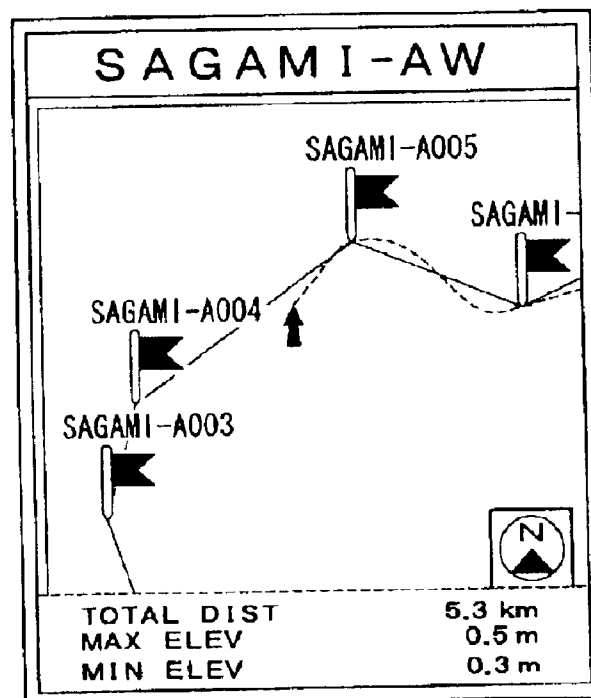 SAGAMI-AW
SAGAMI-A005
SAGAMI-
SAGAMI-A004
SAGAMI-A003
N
TOTAL DIST 5.3 km
MAX ELEV 0.5 m
MIN ELEV 0.3 m